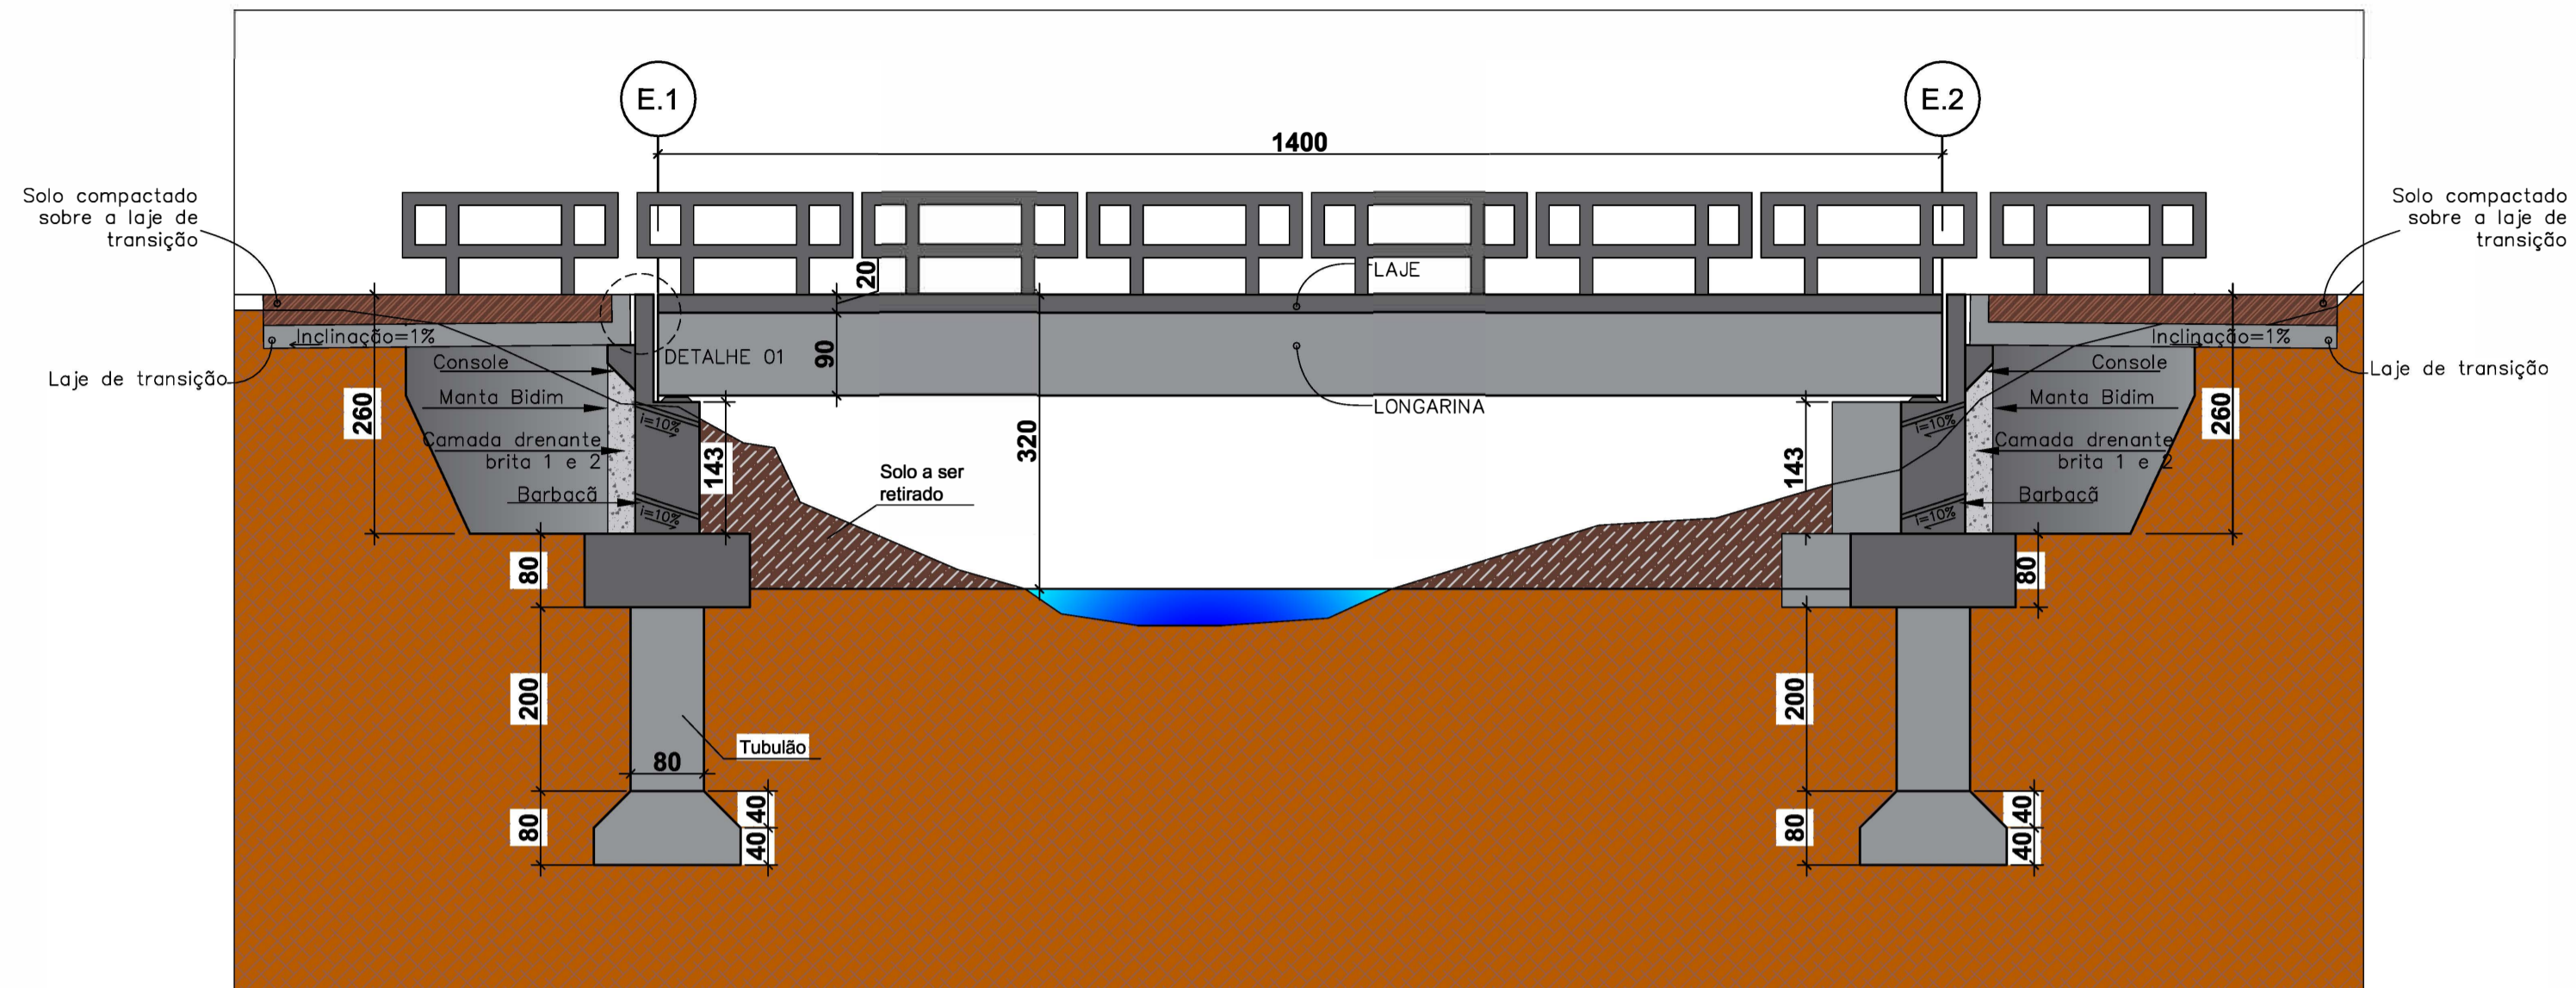 E.1
E.2
1400
Solo compactado
sobre a laje de
transição
Solo compactado
sobre a laje de
transição
20
LAJE
Inclinação=1%
Inclinação=1%
DETALHE 01
90
Console
Console
Laje de transição
Laje de transição
260
260
Manta Bidim
Manta Bidim
LONGARINA
i=10%
i=10%
320
Camada drenante
brita 1 e 2
Camada drenante
brita 1 e 2
143
143
Solo a ser
retirado
Barbacã
Barbacã
i=10%
i=10%
80
80
200
200
Tubulão
80
80
40
40
80
40
40